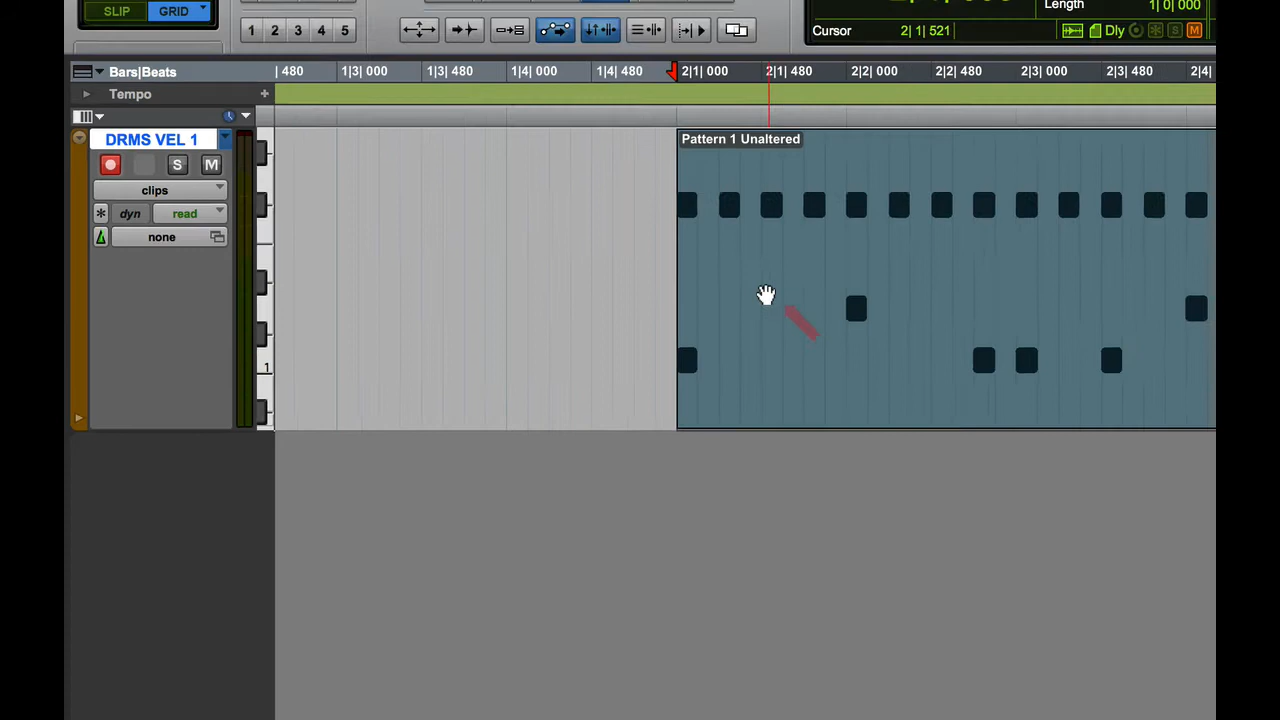 SLIP GRID
1 2 3 4 5
Length 1| 0| 000
Cursor 2| 1| 521
Dly M
Bars|Beats | 480 1|3| 000 1|3| 480 1|4| 000 1|4| 480 2|1| 000 2|1| 480 2|2| 000 2|2| 480 2|3| 000 2|3| 480 2|4|
Tempo +
DRMS VEL 1
Pattern 1 Unaltered
S M
clips
* dyn read
none
1